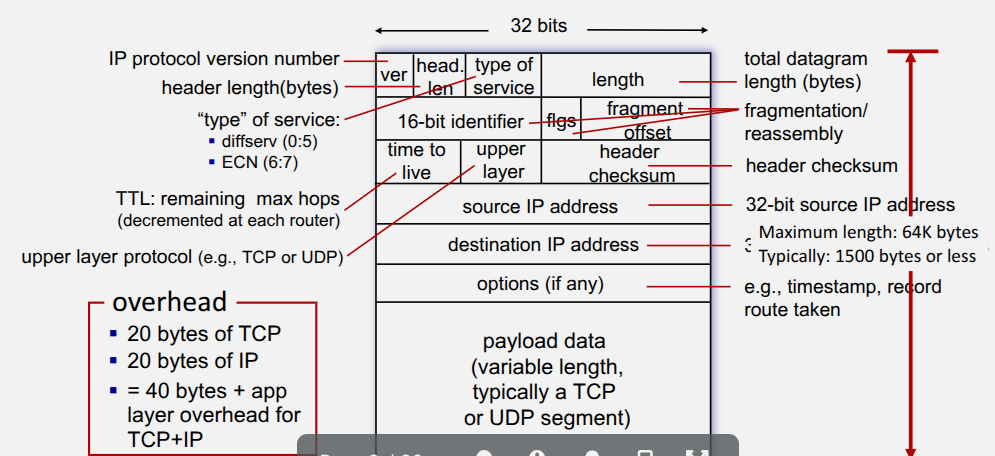 32 bits
IP protocol version number
header length(bytes)
"type" of service:
diffserv (0:5)
ECN (6:7)
TTL: remaining max hops
(decremented at each router)
upper layer protocol (e.g., TCP or UDP)
overhead
20 bytes of TCP
20 bytes of IP
= 40 bytes + app
layer overhead for
TCP+IP
ver
head.
len
type of
service
length
16-bit identifier
flgs
fragment
offset
time to
live
upper
layer
header
checksum
source IP address
destination IP address
options (if any)
payload data
(variable length,
typically a TCP
or UDP segment)
total datagram
length (bytes)
fragmentation/
reassembly
header checksum
32-bit source IP address
Maximum length: 64K bytes
Typically: 1500 bytes or less
e.g., timestamp, record
route taken